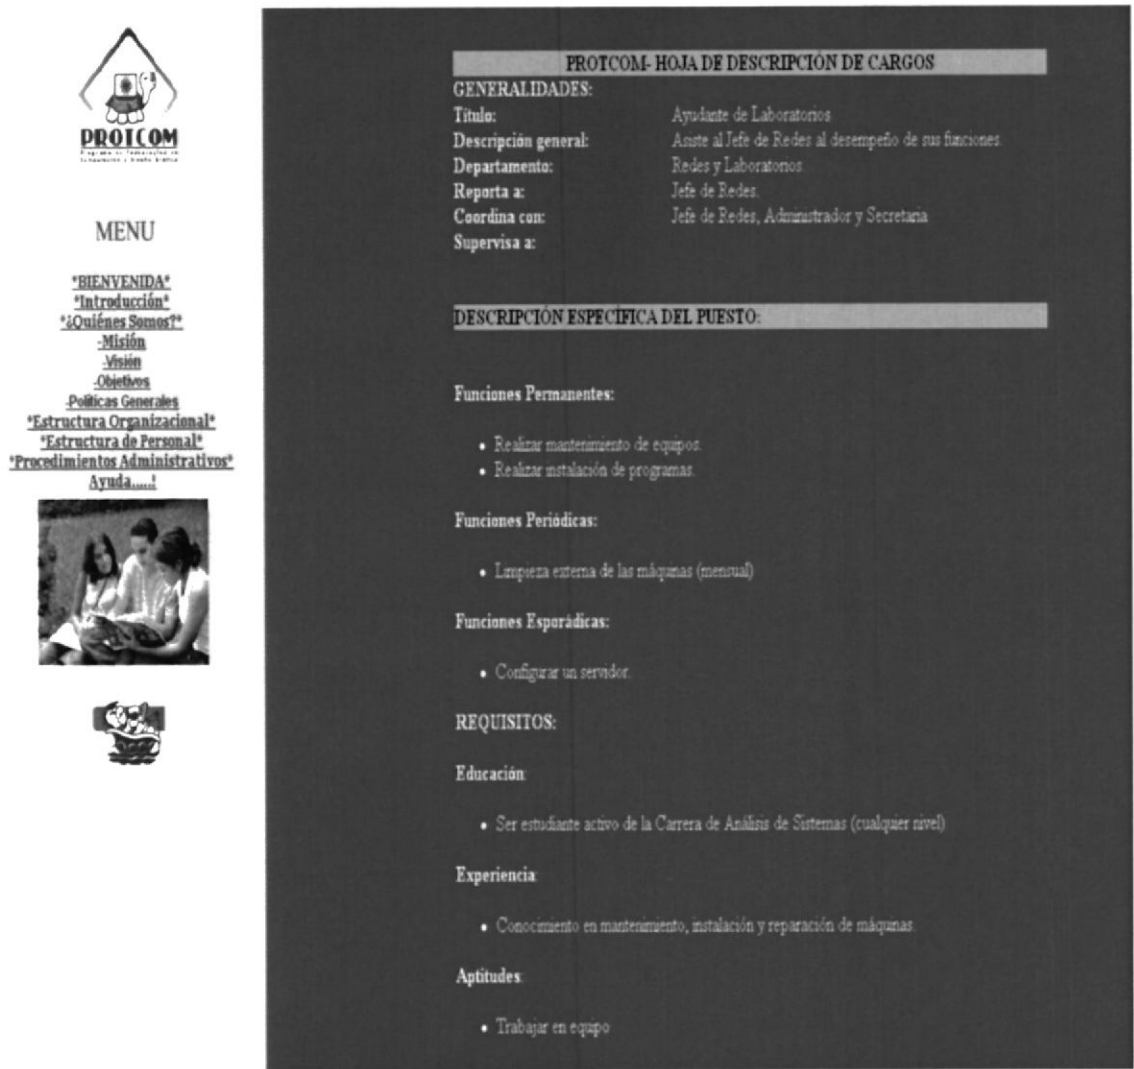 PROTCOM
MENU
*BIENVENIDA*
*Introducción*
*¿Quiénes Somos?*
-Misión
-Visión
-Objetivos
-Políticas Generales
*Estructura Organizacional*
*Estructura de Personal*
*Procedimientos Administrativos*
Ayuda.....!
PROTCOM- HOJA DE DESCRIPCIÓN DE CARGOS
GENERALIDADES:
Título: Ayudante de Laboratorios
Descripción general: Asiste al Jefe de Redes al desempeño de sus funciones.
Departamento: Redes y Laboratorios.
Reporta a: Jefe de Redes.
Coordina con: Jefe de Redes, Administrador y Secretaria
Supervisa a:
DESCRIPCIÓN ESPECÍFICA DEL PUESTO:
Funciones Permanentes:
• Realizar mantenimiento de equipos.
• Realizar instalación de programas.
Funciones Periódicas:
• Limpieza externa de las máquinas (mensual)
Funciones Esporádicas:
• Configurar un servidor.
REQUISITOS:
Educación:
• Ser estudiante activo de la Carrera de Análisis de Sistemas (cualquier nivel)
Experiencia:
• Conocimiento en mantenimiento, instalación y reparación de máquinas.
Aptitudes:
• Trabajar en equipo